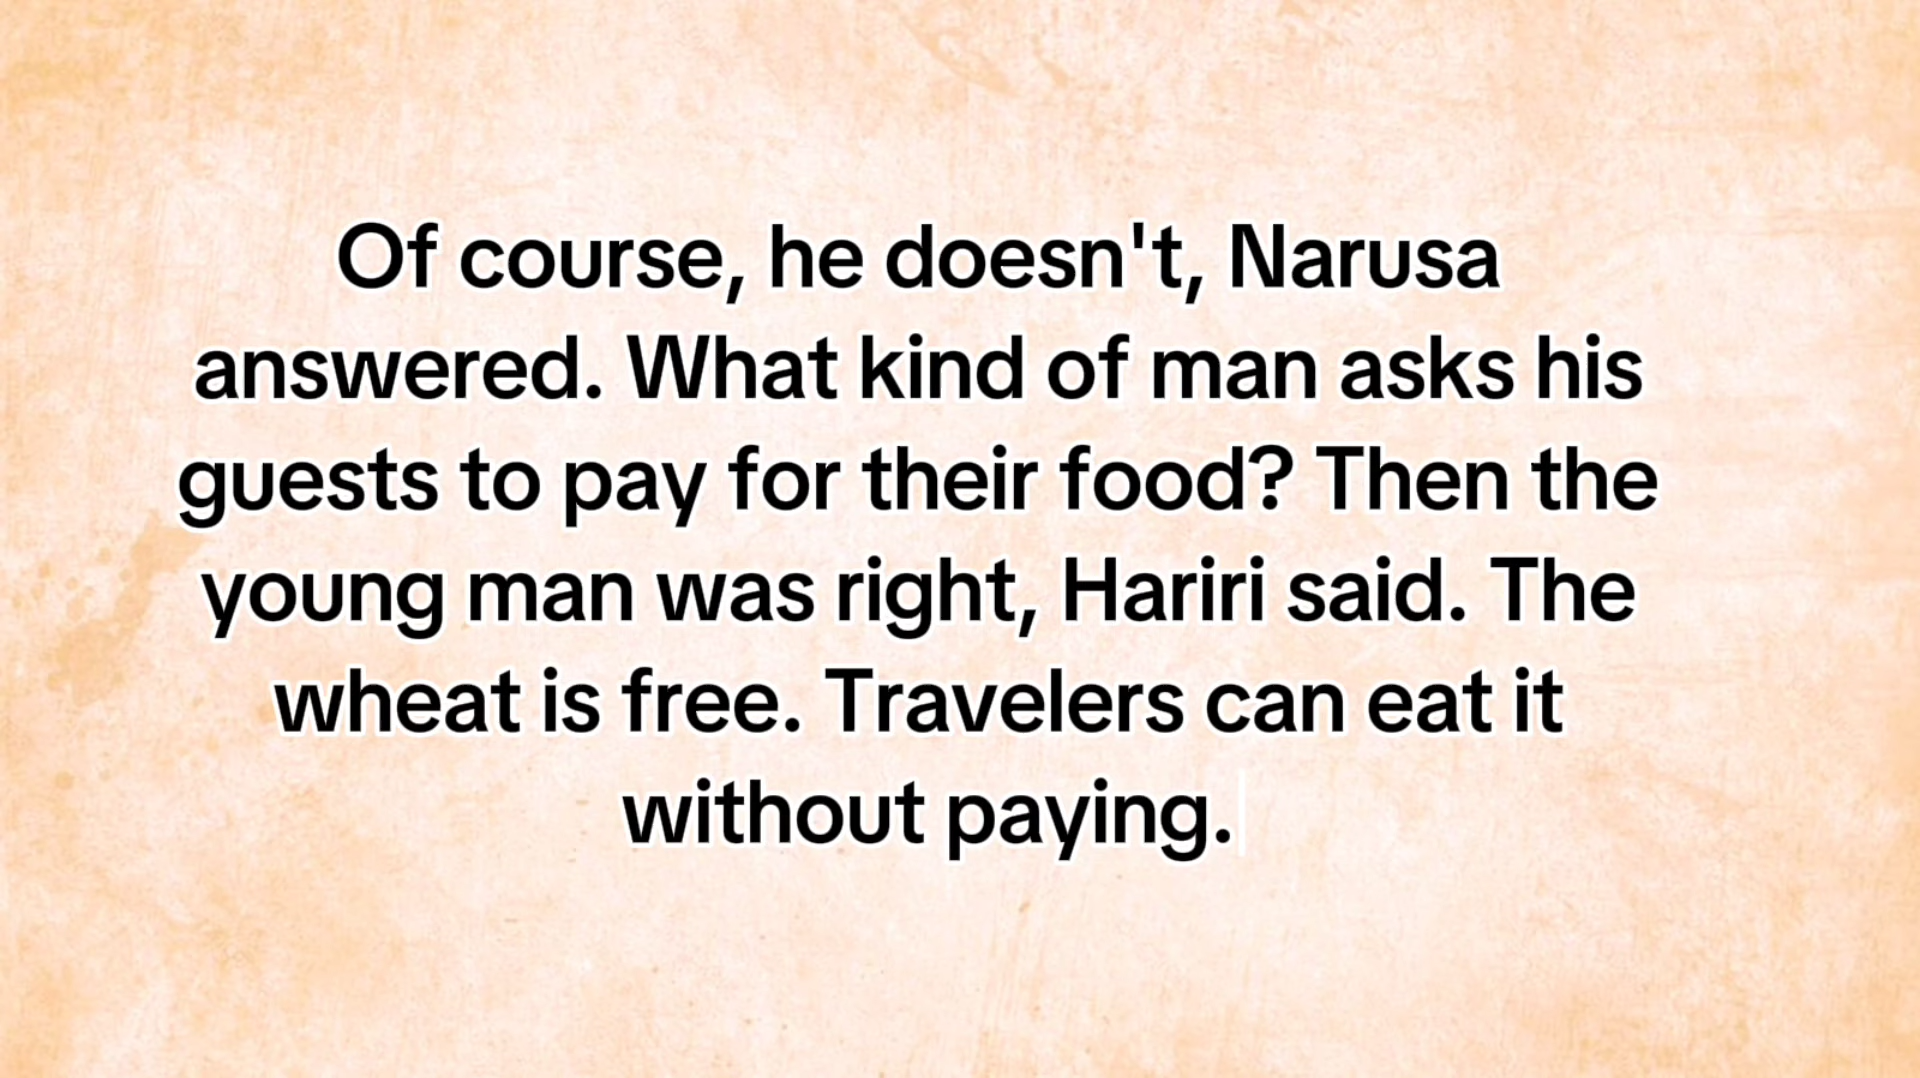 Of course, he doesn't, Narusa
answered. What kind of man asks his
guests to pay for their food? Then the
young man was right, Hariri said. The
wheat is free. Travelers can eat it
without paying.